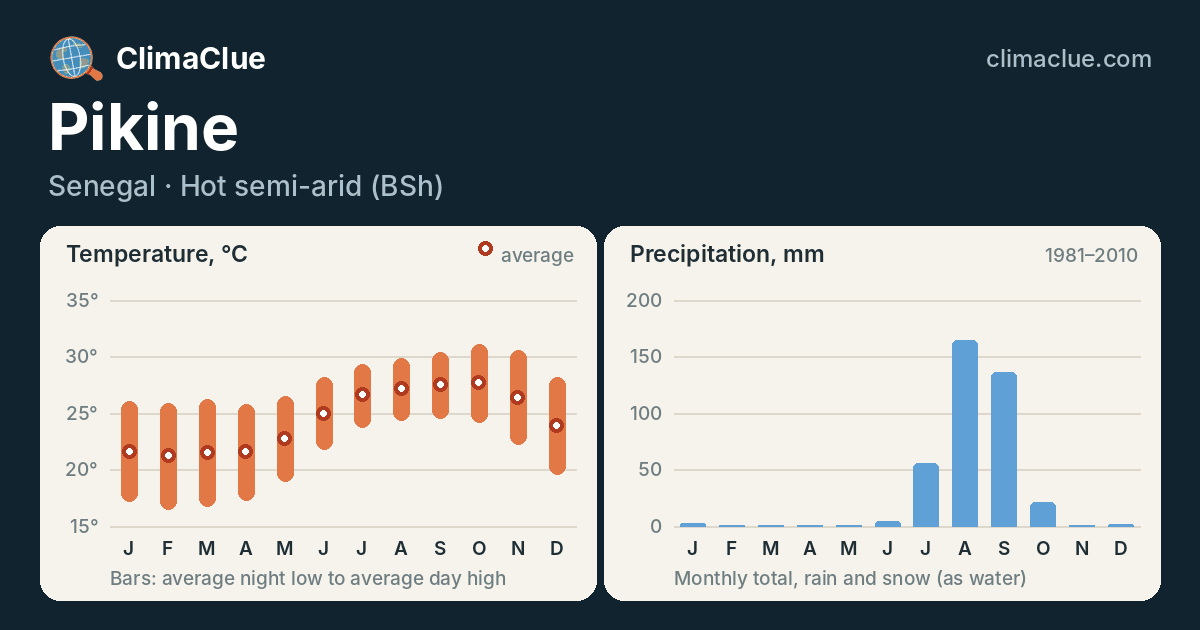 ClimaClue
climaclue.com
Pikine
Senegal · Hot semi-arid (BSh)
Temperature, °C
average
35°
30°
25°
20°
15°
J F M A M J J A S O N D
Bars: average night low to average day high
Precipitation, mm
1981–2010
200
150
100
50
0
J F M A M J J A S O N D
Monthly total, rain and snow (as water)